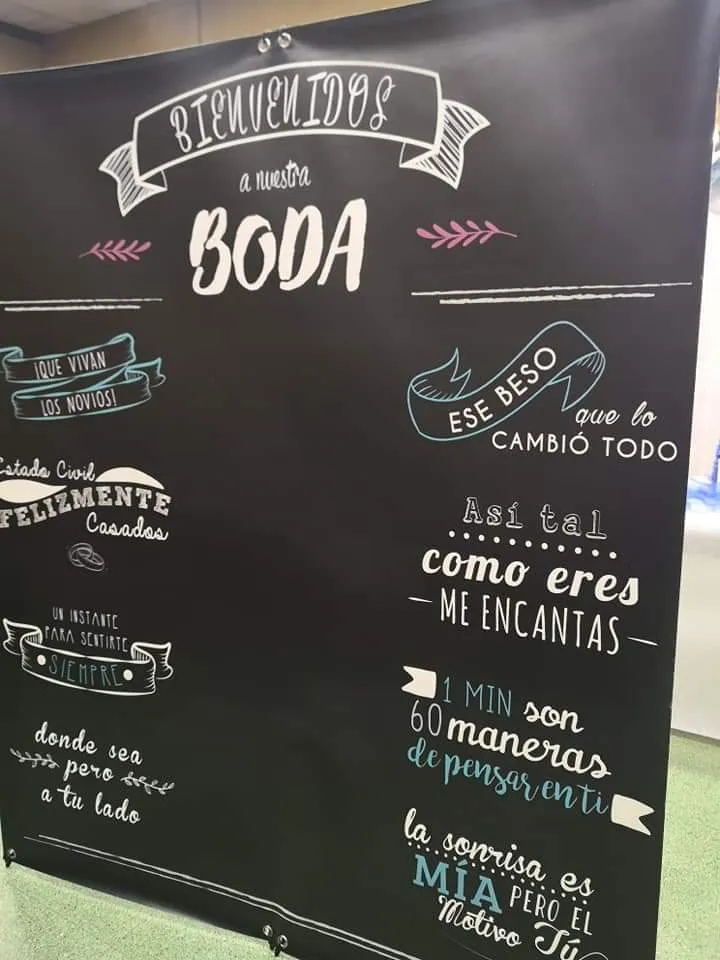 BIENVENIDOS
a nuestra
BODA
¡QUE VIVAN
LOS NOVIOS!
Estado Civil
FELIZMENTE
Casados
UN INSTANTE
PARA SENTIRTE
SIEMPRE
donde sea
pero
a tu lado
ESE BESO
que lo
CAMBIÓ TODO
Así tal
como eres
ME ENCANTAS
1 MIN son
60 maneras
de pensar en ti
la sonrisa es
MÍA PERO EL
Motivo Tú